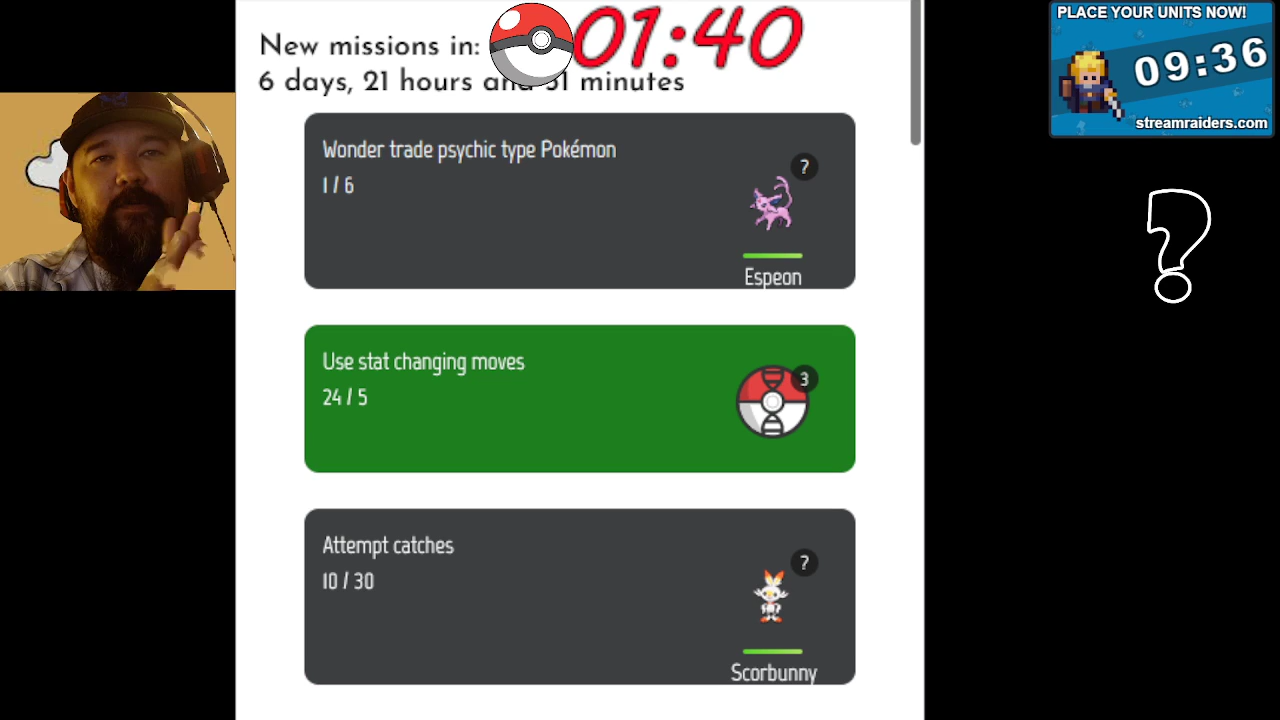 New missions in:
01:40
6 days, 21 hours and 51 minutes
Wonder trade psychic type Pokémon
1 / 6
?
Espeon
Use stat changing moves
24 / 5
3
Attempt catches
10 / 30
?
Scorbunny
PLACE YOUR UNITS NOW!
09:36
streamraiders.com
?